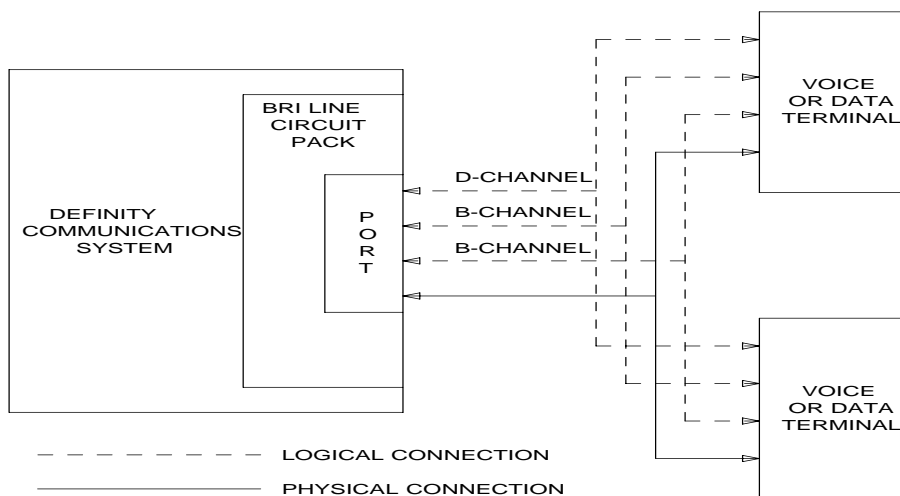 VOICE
OR DATA
TERMINAL
BRI LINE
CIRCUIT
PACK
D-CHANNEL
DEFINITY
COMMUNICATIONS
SYSTEM
P
O
R
T
B-CHANNEL
B-CHANNEL
VOICE
OR DATA
TERMINAL
LOGICAL CONNECTION
PHYSICAL CONNECTION